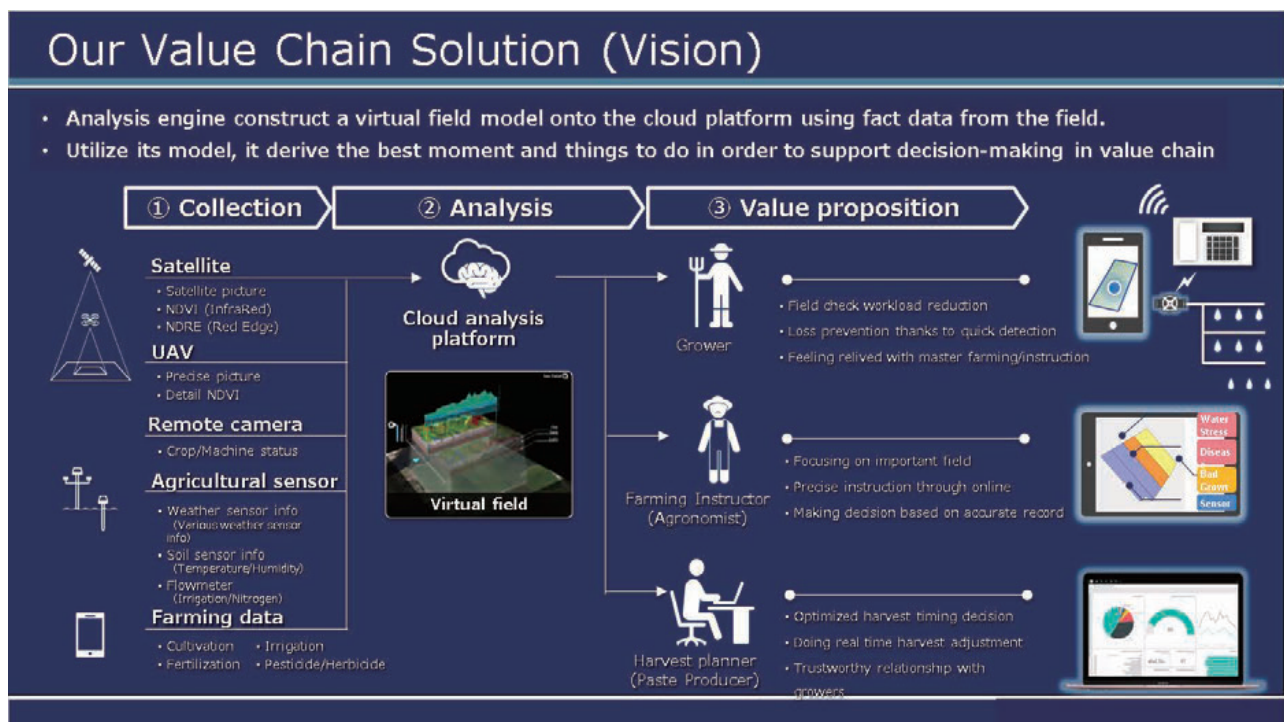 Our Value Chain Solution (Vision)
• Analysis engine construct a virtual field model onto the cloud platform using fact data from the field.
• Utilize its model, it derive the best moment and things to do in order to support decision-making in value chain
① Collection
② Analysis
③ Value proposition
Satellite
• Satellite picture
• NDVI (InfraRed)
• NDRE (Red Edge)
UAV
• Precise picture
• Detail NDVI
Remote camera
• Crop/Machine status
Agricultural sensor
• Weather sensor info
(Various weather sensor
info)
• Soil sensor info
(Temperature/Humidity)
• Flowmeter
(Irrigation/Nitrogen)
Farming data
• Cultivation • Irrigation
• Fertilization • Pesticide/Herbicide
Cloud analysis
platform
Virtual field
Grower
• Field check workload reduction
• Loss prevention thanks to quick detection
• Feeling relived with master farming/instruction
Farming Instructor
(Agronomist)
• Focusing on important field
• Precise instruction through online
• Making decision based on accurate record
Water
Stress
Diseas
Bad
Growt
Sensor
Harvest planner
(Paste Producer)
• Optimized harvest timing decision
• Doing real time harvest adjustment
• Trustworthy relationship with
growers